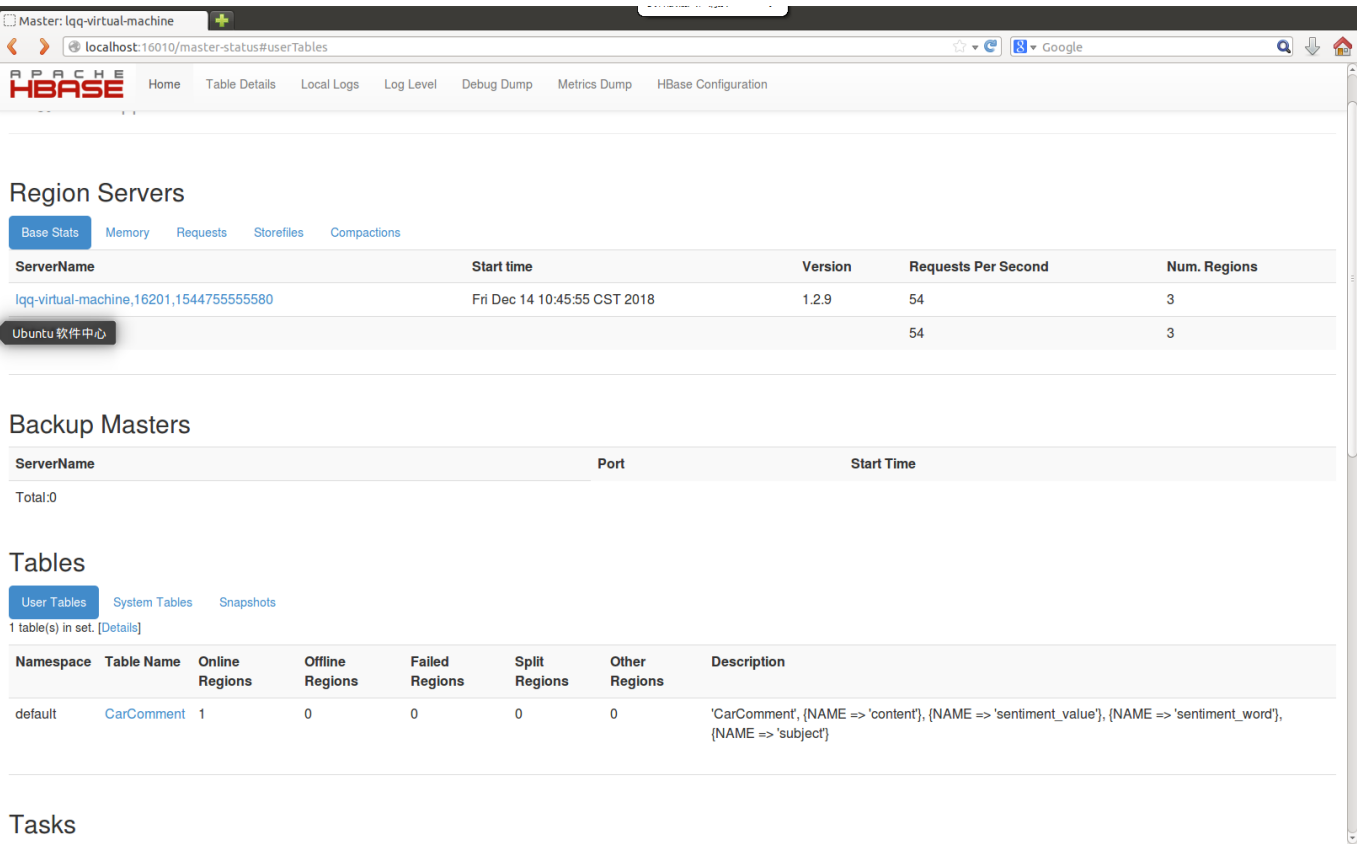 Master: lqq-virtual-machine
localhost:16010/master-status#userTables
Google
APACHE
HBASE
Home Table Details Local Logs Log Level Debug Dump Metrics Dump HBase Configuration
Region Servers
Base Stats Memory Requests Storefiles Compactions
ServerName Start time Version Requests Per Second Num. Regions
lqq-virtual-machine,16201,1544755555580 Fri Dec 14 10:45:55 CST 2018 1.2.9 54 3
Ubuntu 软件中心 54 3
Backup Masters
ServerName Port Start Time
Total:0
Tables
User Tables System Tables Snapshots
1 table(s) in set. [Details]
Namespace Table Name Online Offline Failed Split Other Description
Regions Regions Regions Regions Regions
default CarComment 1 0 0 0 0 'CarComment', {NAME => 'content'}, {NAME => 'sentiment_value'}, {NAME => 'sentiment_word'},
{NAME => 'subject'}
Tasks